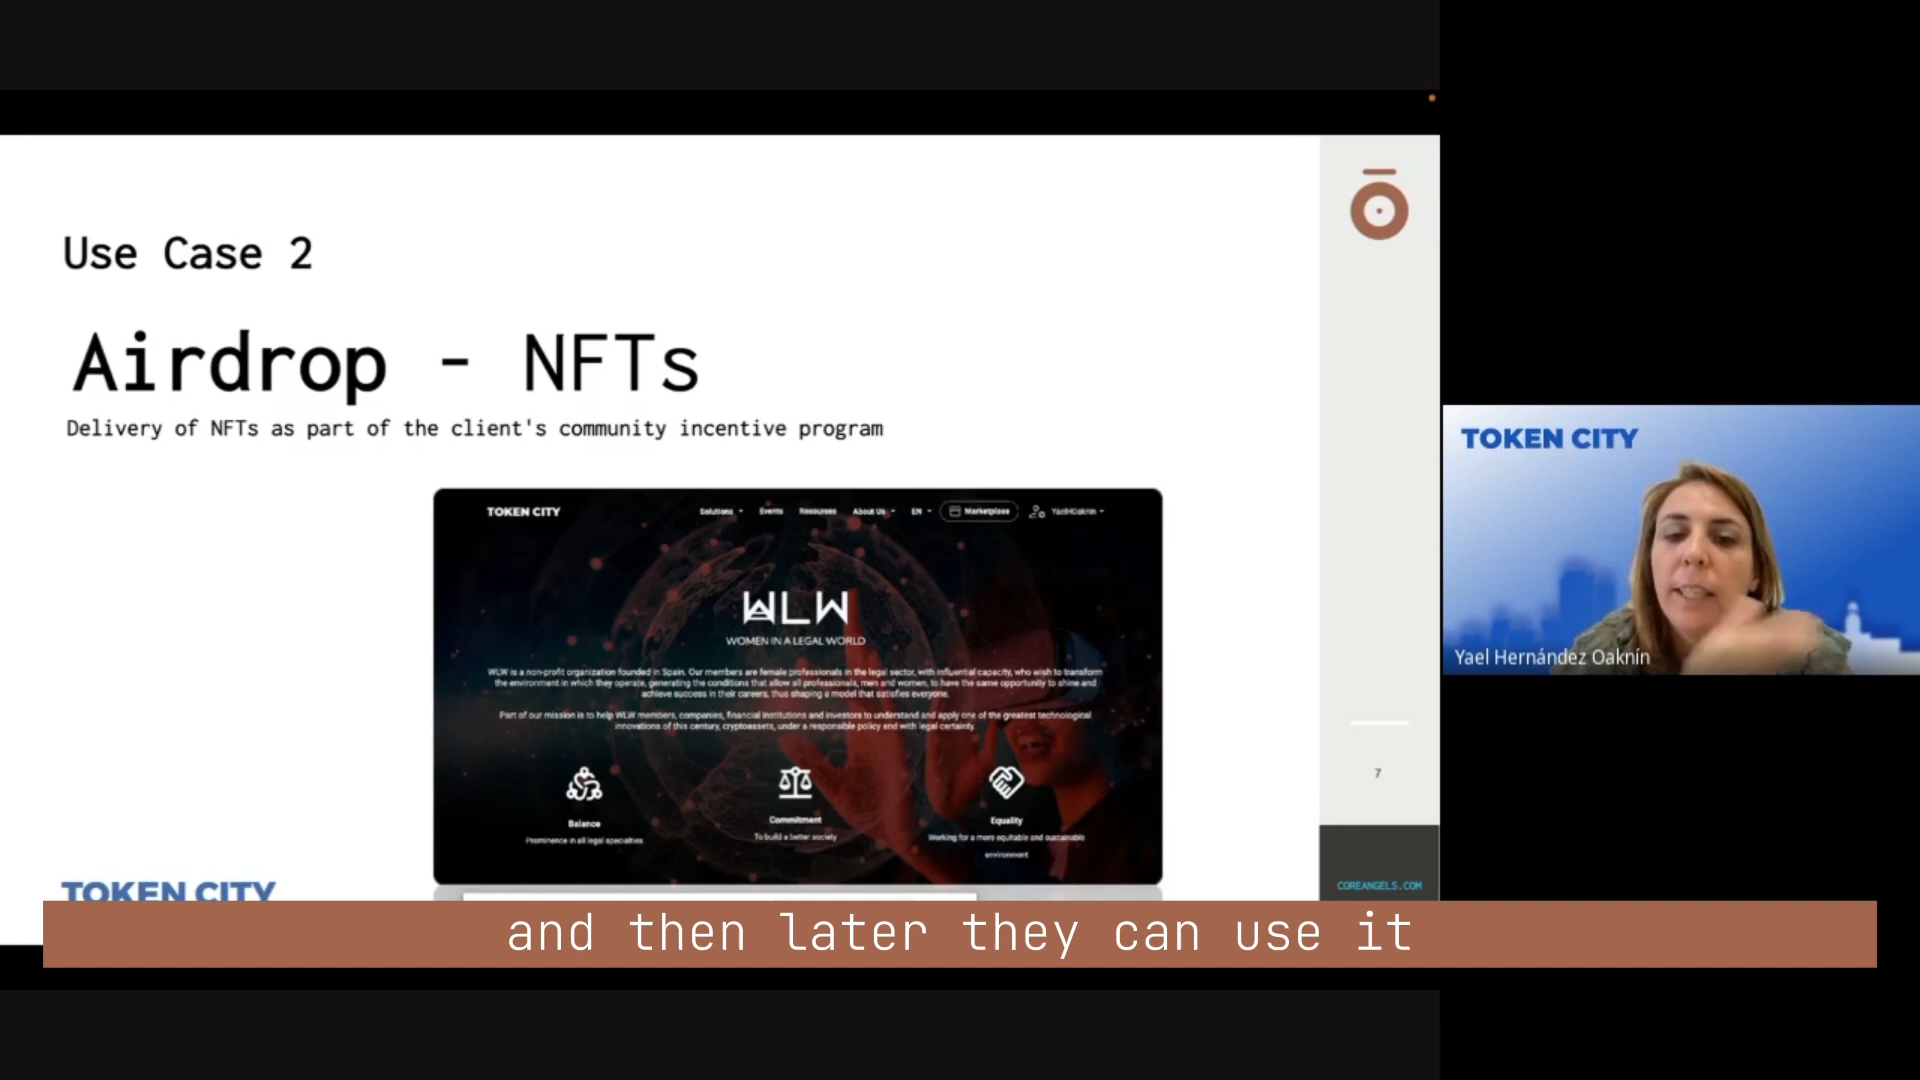 Use Case 2
Airdrop - NFTs
Delivery of NFTs as part of the client's community incentive program
TOKEN CITY
Solutions
Events
Resources
About Us
EN
Marketplace
YaelHOaknin
WLW
WOMEN IN A LEGAL WORLD
WLW is a non-profit organization founded in Spain. Our members are female professionals in the legal sector, with influential capacity, who wish to transform
the environment in which they operate, generating the conditions that allow all professionals, men and women, to have the same opportunity to shine and
achieve success in their careers, thus shaping a model that satisfies everyone.
Part of our mission is to help WLW members, companies, financial institutions and investors to understand and apply one of the greatest technological
innovations of this century, cryptoassets, under a responsible policy and with legal certainty.
Balance
Prominence in all legal specialties
Commitment
To build a better society
Equality
Working for a more equitable and sustainable
environment
7
COREANGELS.COM
TOKEN CITY
TOKEN CITY
Yael Hernández Oaknín
and then later they can use it